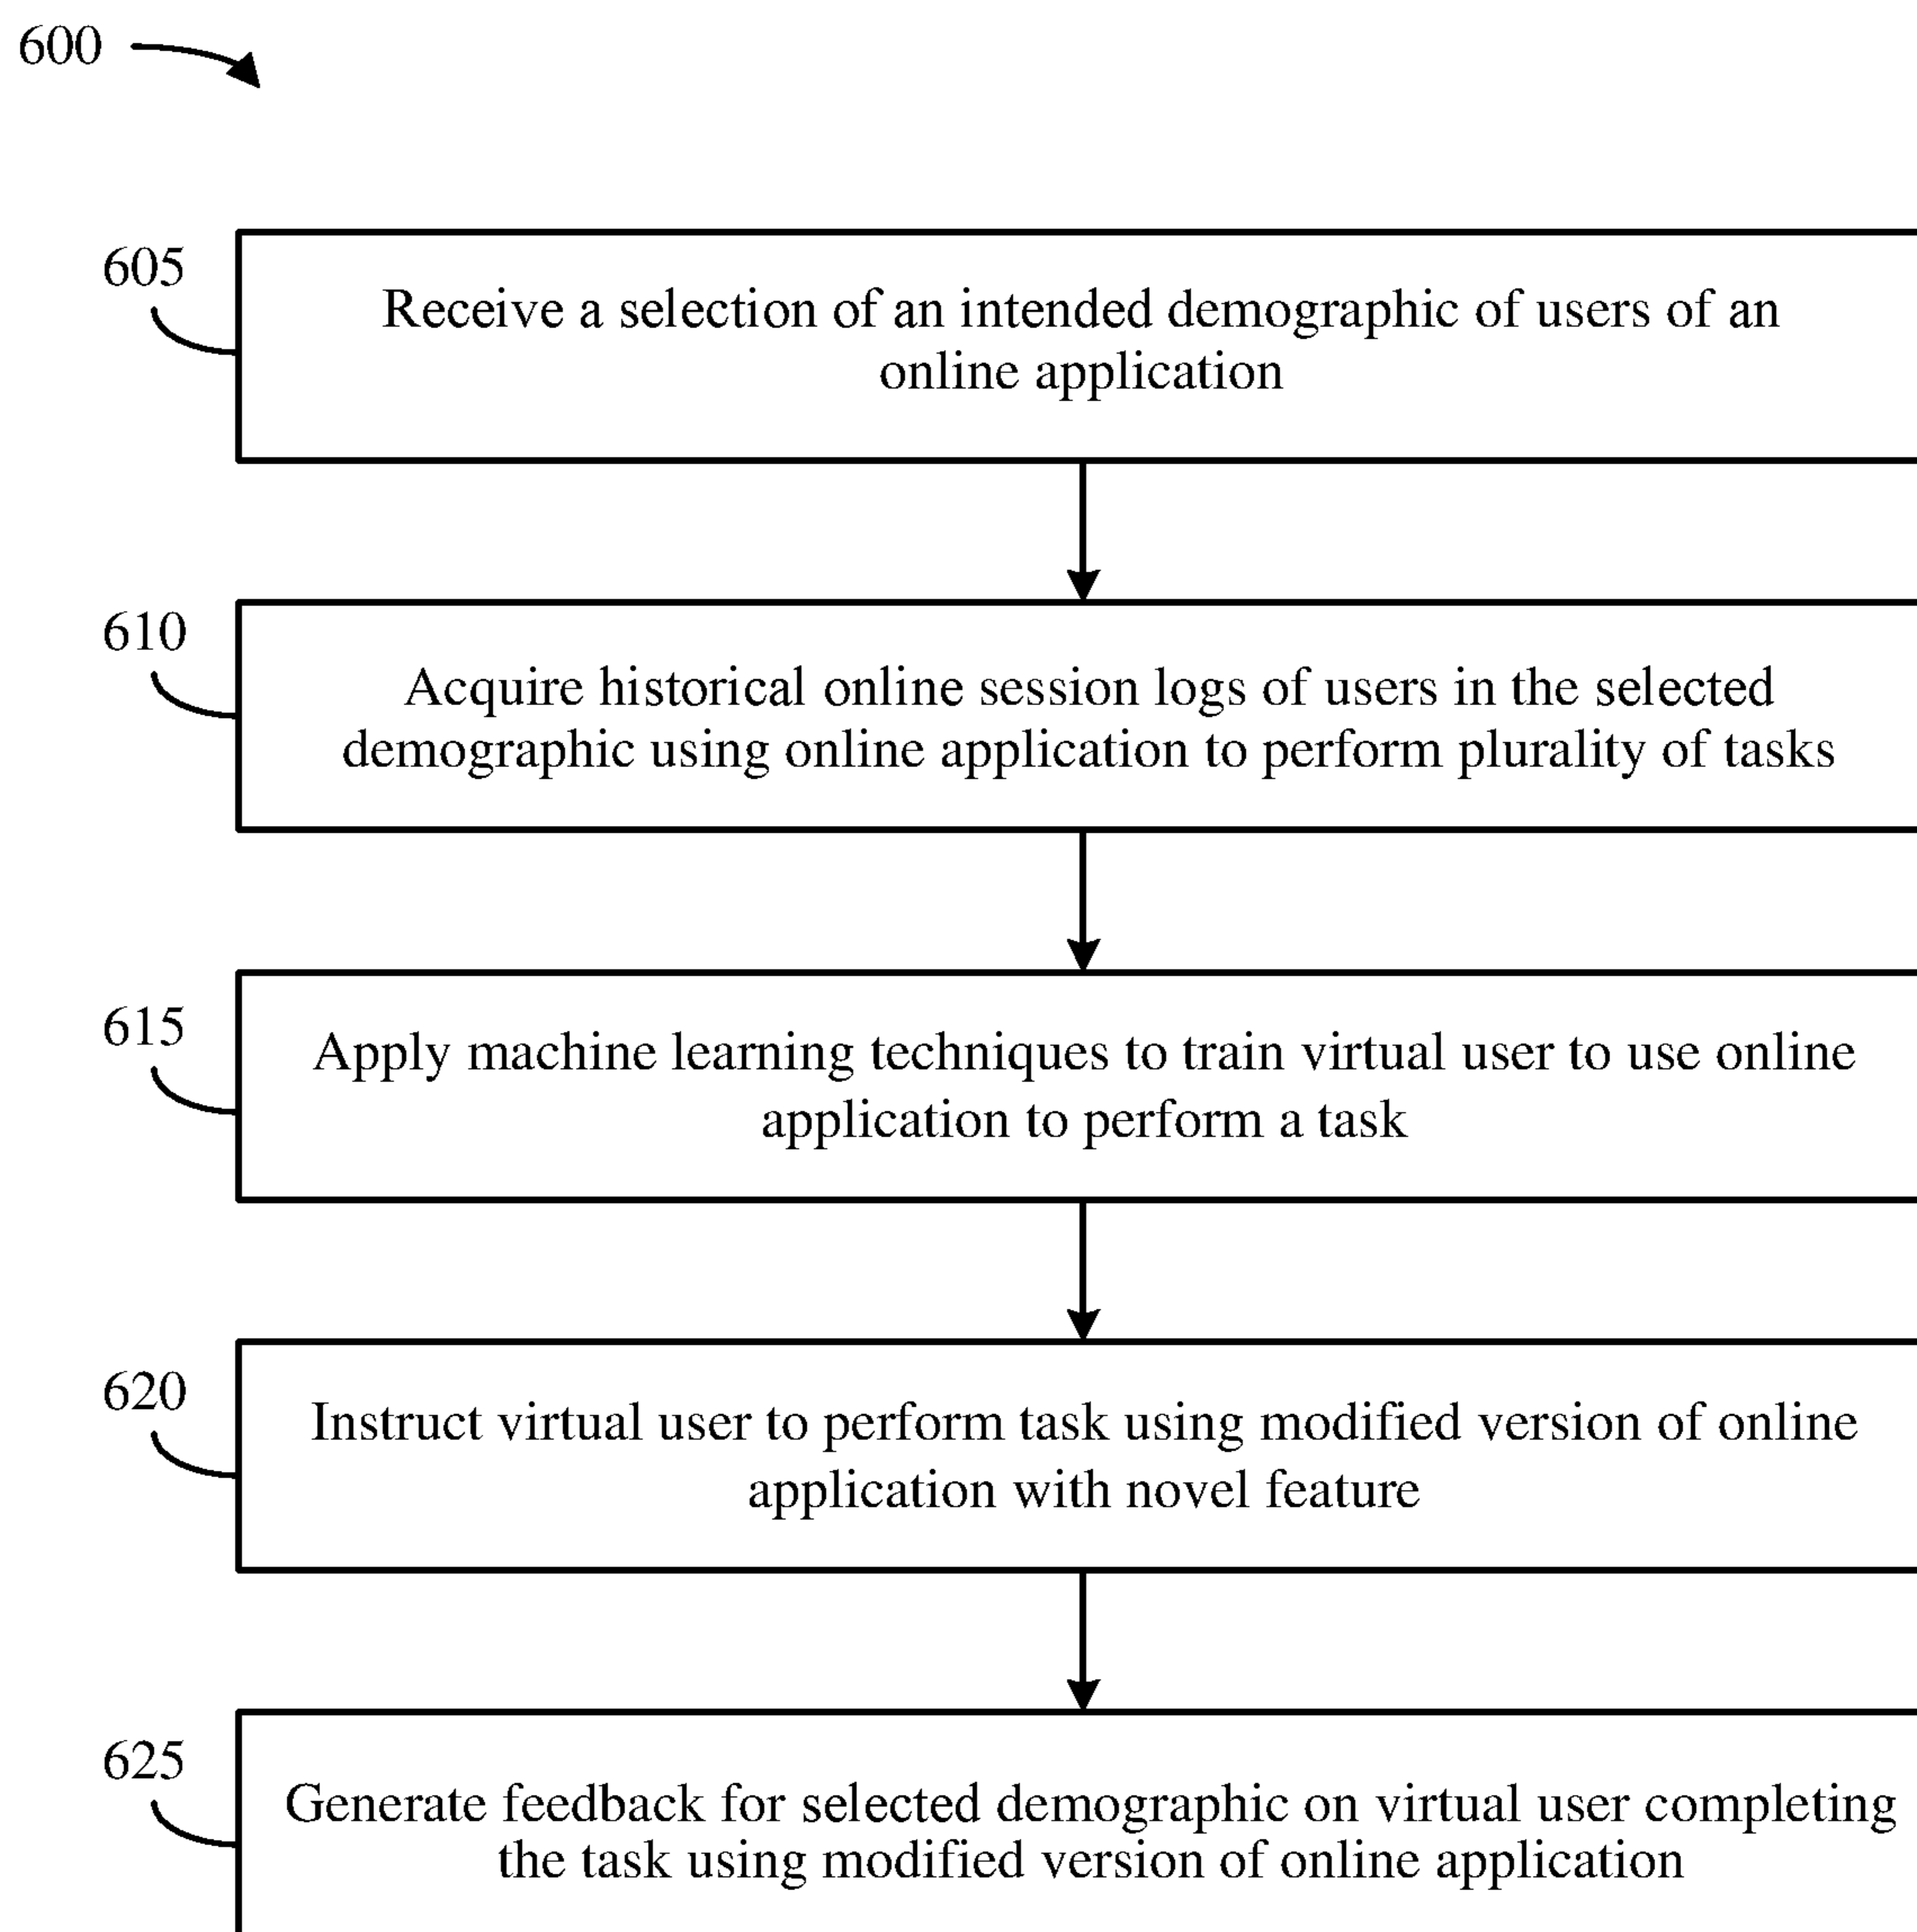 600
605
Receive a selection of an intended demographic of users of an
online application
610
Acquire historical online session logs of users in the selected
demographic using online application to perform plurality of tasks
615
Apply machine learning techniques to train virtual user to use online
application to perform a task
620
Instruct virtual user to perform task using modified version of online
application with novel feature
625
Generate feedback for selected demographic on virtual user completing
the task using modified version of online application